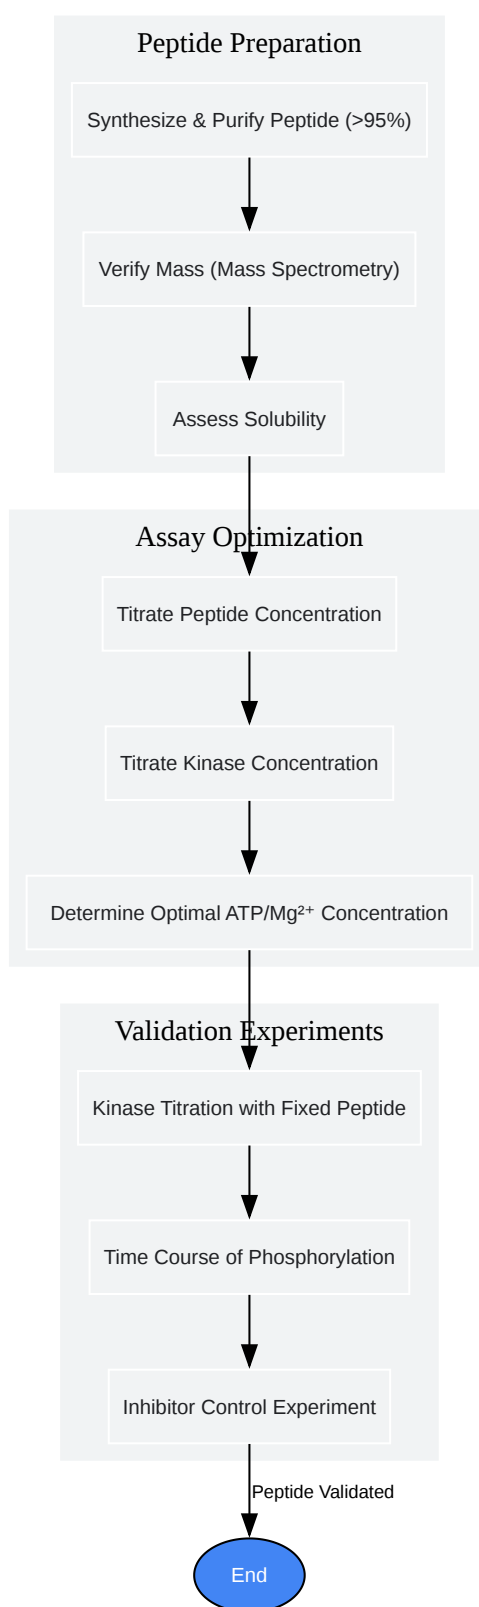 Peptide Preparation
Synthesize & Purify Peptide (>95%)
Verify Mass (Mass Spectrometry)
Assess Solubility
Assay Optimization
Titrate Peptide Concentration
Titrate Kinase Concentration
Determine Optimal ATP/Mg²⁺ Concentration
Validation Experiments
Kinase Titration with Fixed Peptide
Time Course of Phosphorylation
Inhibitor Control Experiment
Peptide Validated
End